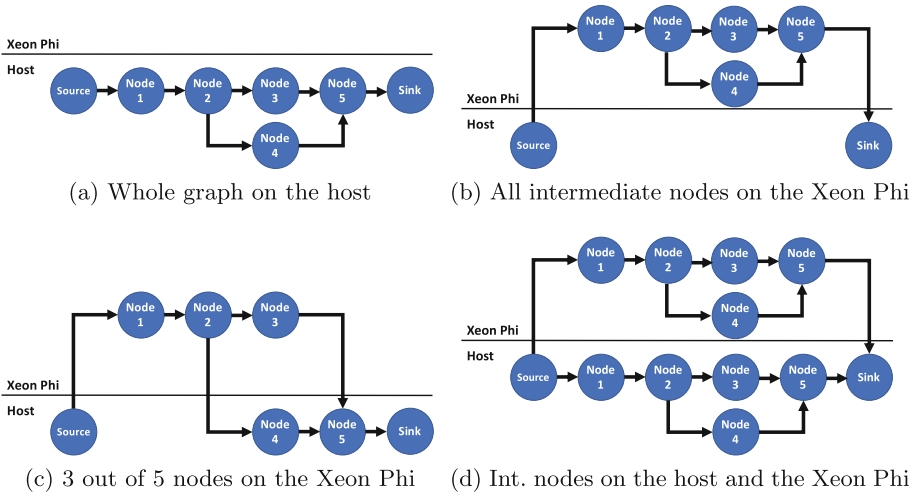 Xeon Phi
Host
Source
Node 1
Node 2
Node 3
Node 5
Sink
Node 4
(a) Whole graph on the host
Node 1
Node 2
Node 3
Node 5
Node 4
Xeon Phi
Host
Source
Sink
(b) All intermediate nodes on the Xeon Phi
Node 1
Node 2
Node 3
Xeon Phi
Host
Source
Node 4
Node 5
Sink
(c) 3 out of 5 nodes on the Xeon Phi
Node 1
Node 2
Node 3
Node 5
Node 4
Xeon Phi
Host
Source
Node 1
Node 2
Node 3
Node 5
Sink
Node 4
(d) Int. nodes on the host and the Xeon Phi